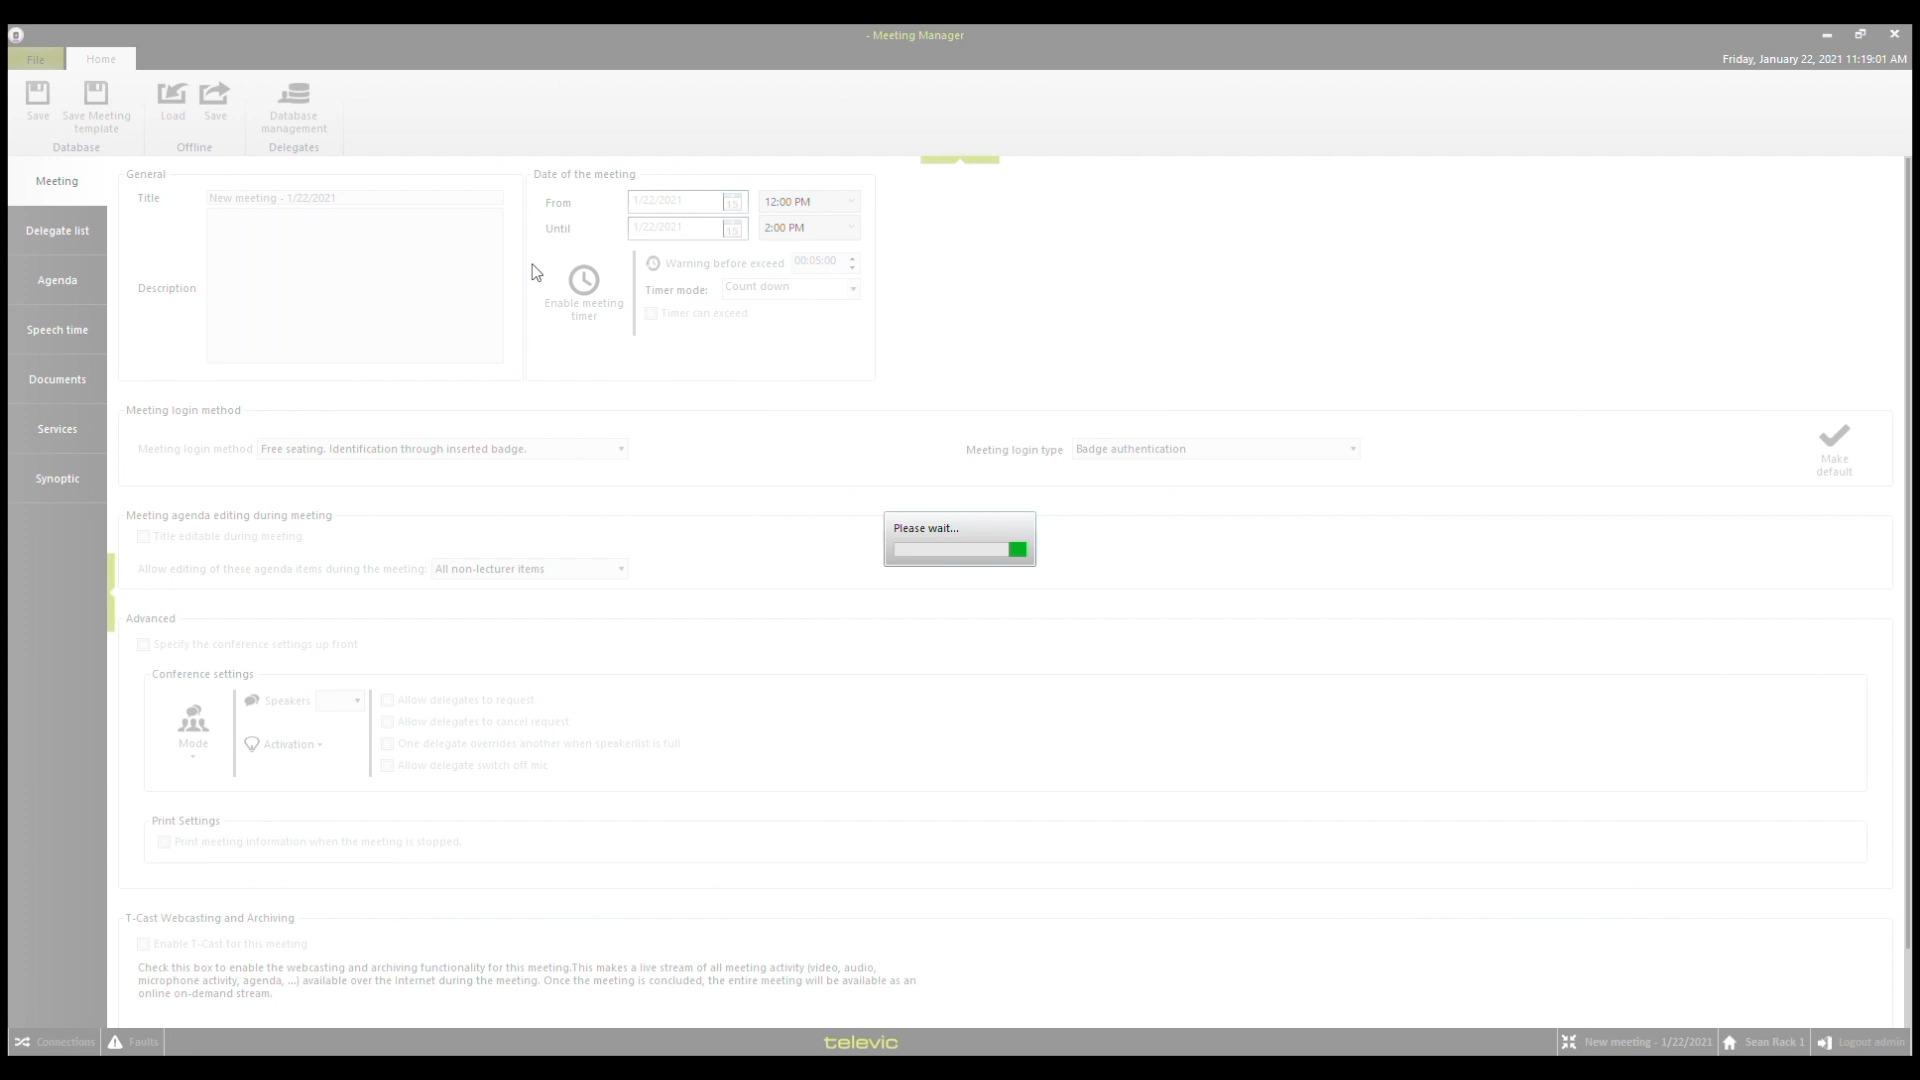 - Meeting Manager
File
Home
Friday, January 22, 2021 11:19:01 AM
Save
Save Meeting
template
Load
Save
Database
management
Database
Offline
Delegates
Meeting
Delegate list
Agenda
Speech time
Documents
Services
Synoptic
General
Title
New meeting - 1/22/2021
Description
Date of the meeting
From
1/22/2021
15
12:00 PM
Until
1/22/2021
15
2:00 PM
Enable meeting
timer
Warning before exceed
00:05:00
Timer mode:
Count down
Timer can exceed
Meeting login method
Meeting login method
Free seating. Identification through inserted badge.
Meeting login type
Badge authentication
Make
default
Meeting agenda editing during meeting
Title editable during meeting
Allow editing of these agenda items during the meeting:
All non-lecturer items
Please wait...
Advanced
Specify the conference settings up front
Conference settings
Mode
Speakers
Activation
Allow delegates to request
Allow delegates to cancel request
One delegate overrides another when speakerlist is full
Allow delegate switch off mic
Print Settings
Print meeting information when the meeting is stopped.
T-Cast Webcasting and Archiving
Enable T-Cast for this meeting
Check this box to enable the webcasting and archiving functionality for this meeting.This makes a live stream of all meeting activity (video, audio,
microphone activity, agenda, ...) available over the Internet during the meeting. Once the meeting is concluded, the entire meeting will be available as an
online on-demand stream.
Connections
Faults
televic
New meeting - 1/22/2021
Sean Rack 1
Logout admin